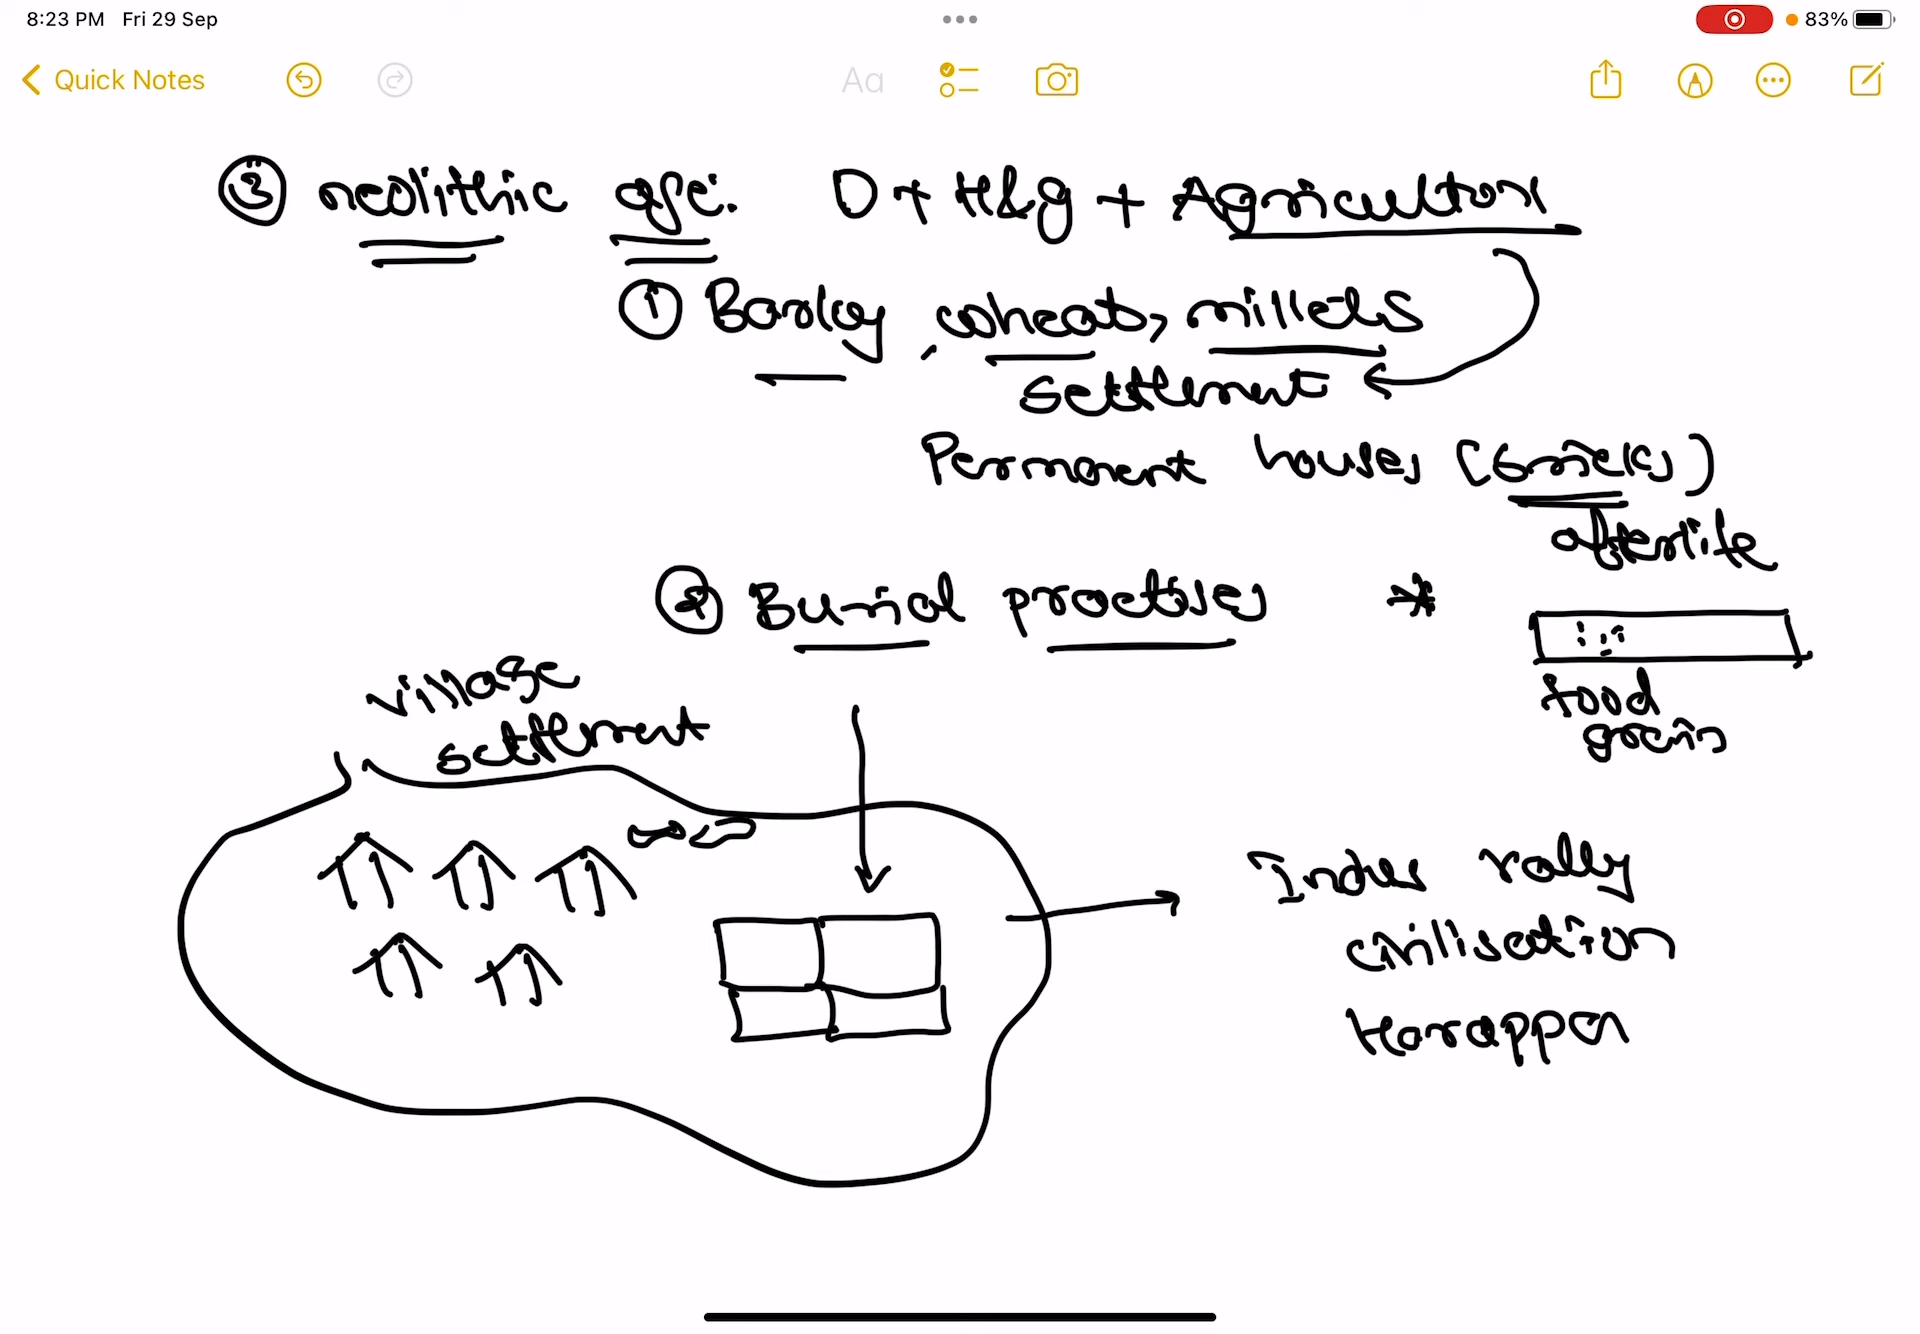 8:23 PM Fri 29 Sep
83%
Quick Notes
Aa
③ neolithic age: D + H&g + Agriculture
① Barley, wheat, millets
settlement
Permanent houses (bricks)
afterlife
② Burial practises *
food
grains
village
settlement
Indus vally
civilisation
Harappan